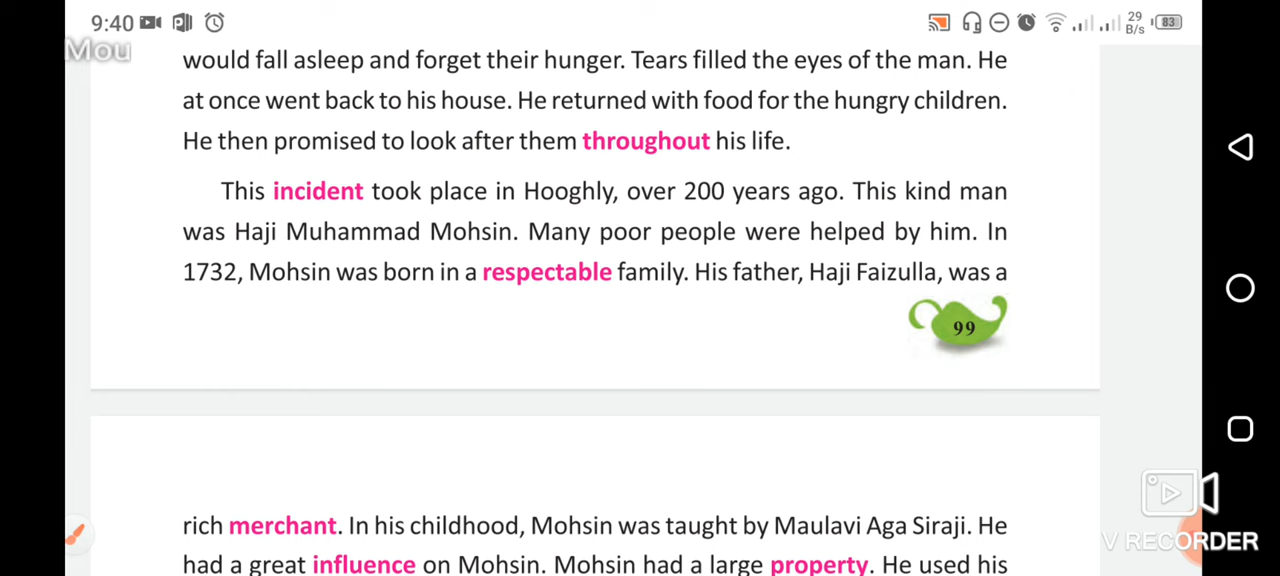 9:40
29
B/s
83
Mou
would fall asleep and forget their hunger. Tears filled the eyes of the man. He
at once went back to his house. He returned with food for the hungry children.
He then promised to look after them throughout his life.
This incident took place in Hooghly, over 200 years ago. This kind man
was Haji Muhammad Mohsin. Many poor people were helped by him. In
1732, Mohsin was born in a respectable family. His father, Haji Faizulla, was a
99
rich merchant. In his childhood, Mohsin was taught by Maulavi Aga Siraji. He
had a great influence on Mohsin. Mohsin had a large property. He used his
V RECORDER